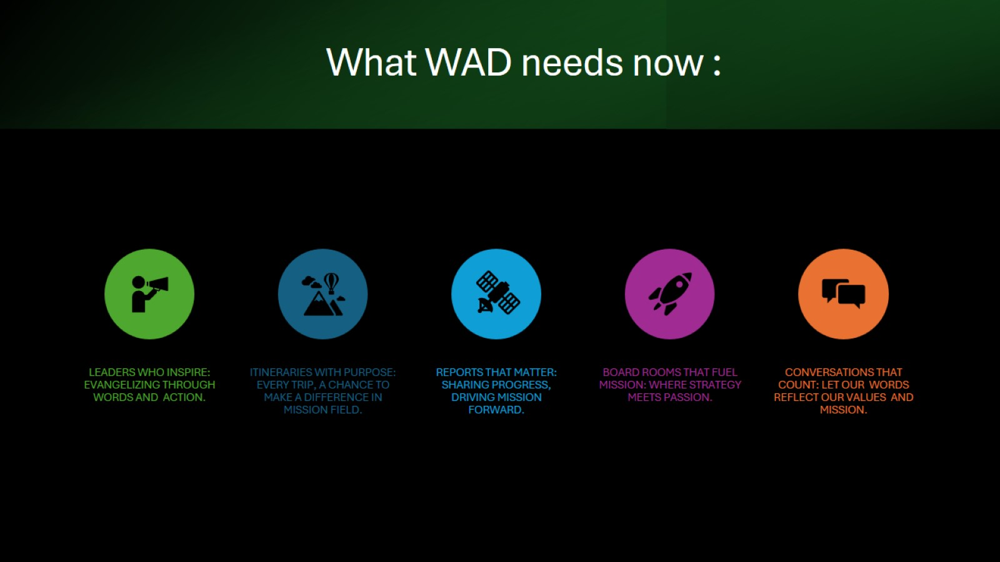 What WAD needs now :
LEADERS WHO INSPIRE:
EVANGELIZING THROUGH
WORDS AND  ACTION.
ITINERARIES WITH PURPOSE:
EVERY TRIP, A CHANCE TO
MAKE A DIFFERENCE IN
MISSION FIELD.
REPORTS THAT MATTER:
SHARING PROGRESS,
DRIVING MISSION
FORWARD.
BOARD ROOMS THAT FUEL
MISSION: WHERE STRATEGY
MEETS PASSION.
CONVERSATIONS THAT
COUNT: LET OUR  WORDS
REFLECT OUR VALUES  AND
MISSION.